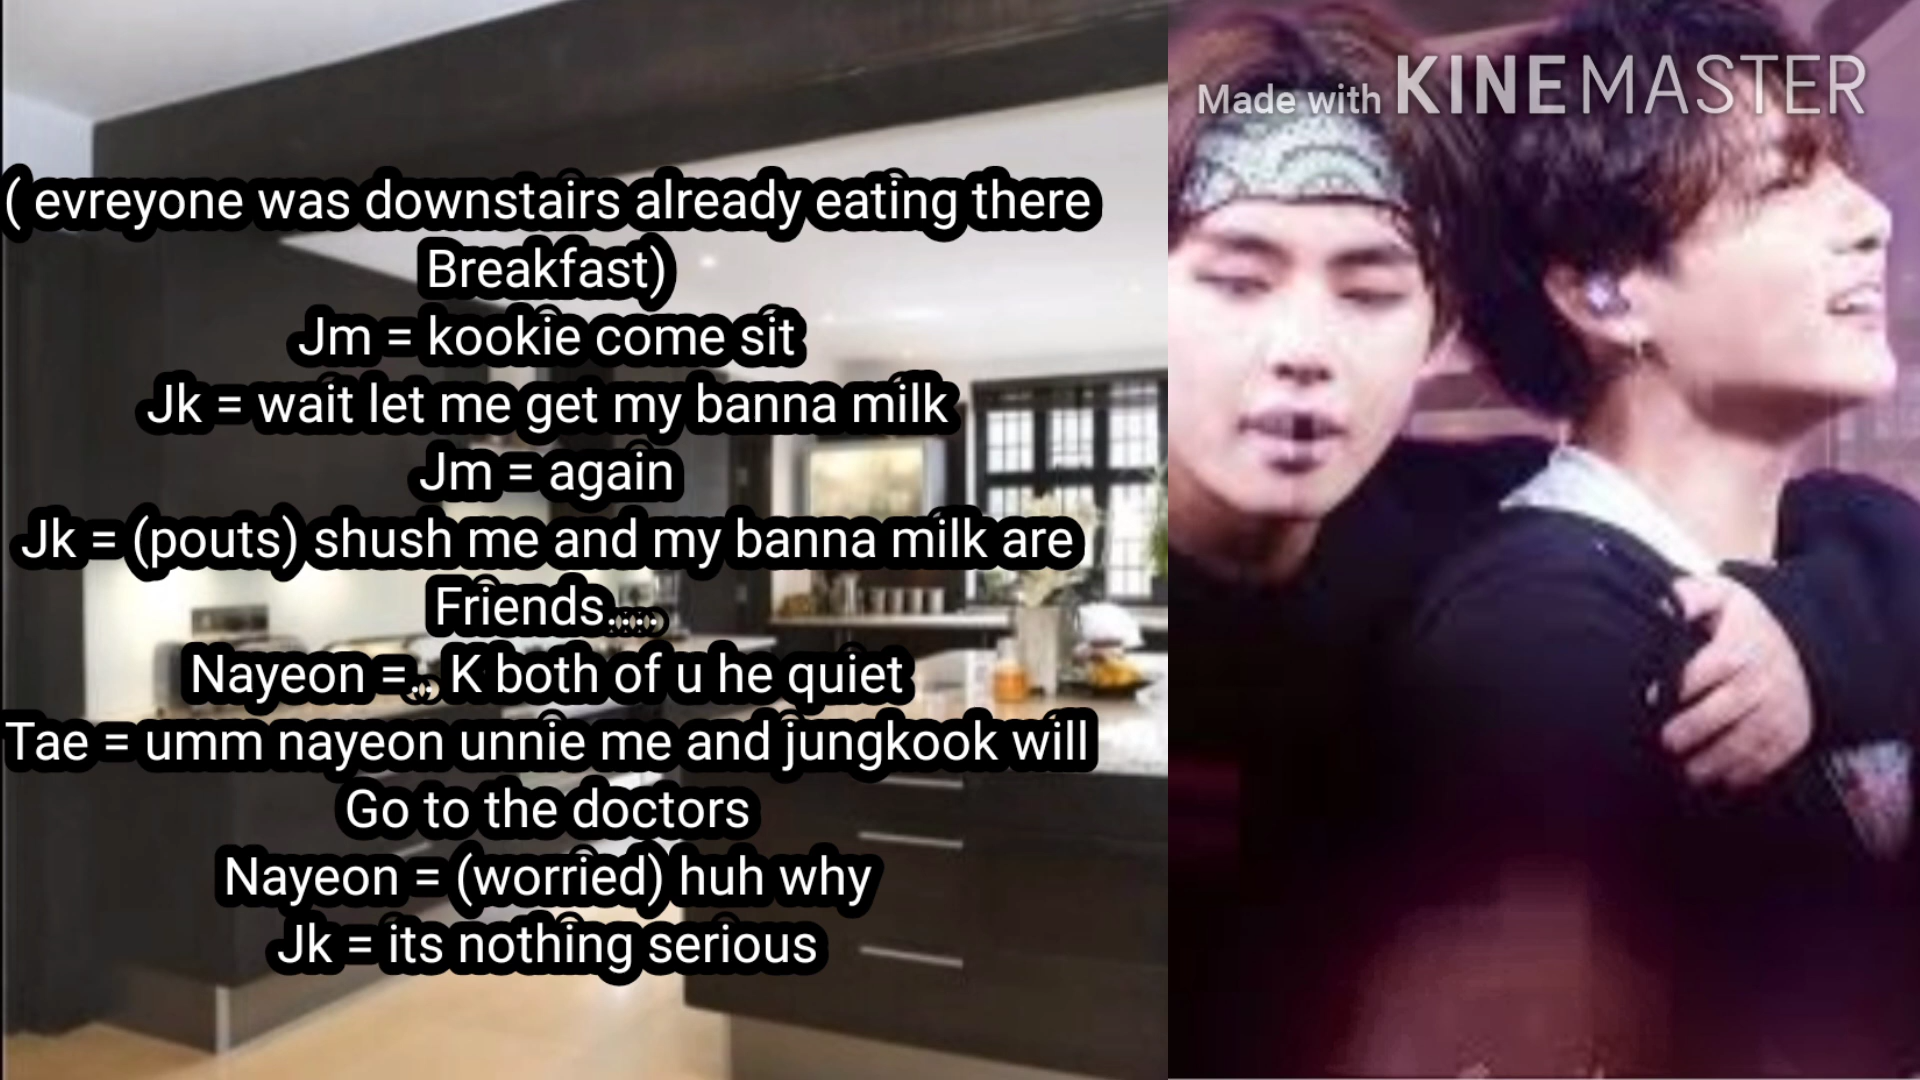 ( evreyone was downstairs already eating there
Breakfast)
Jm = kookie come sit
Jk = wait let me get my banna milk
Jm = again
Jk = (pouts) shush me and my banna milk are
Friends.....
Nayeon =.. K both of u he quiet
Tae = umm nayeon unnie me and jungkook will
Go to the doctors
Nayeon = (worried) huh why
Jk = its nothing serious
Made with KINEMASTER